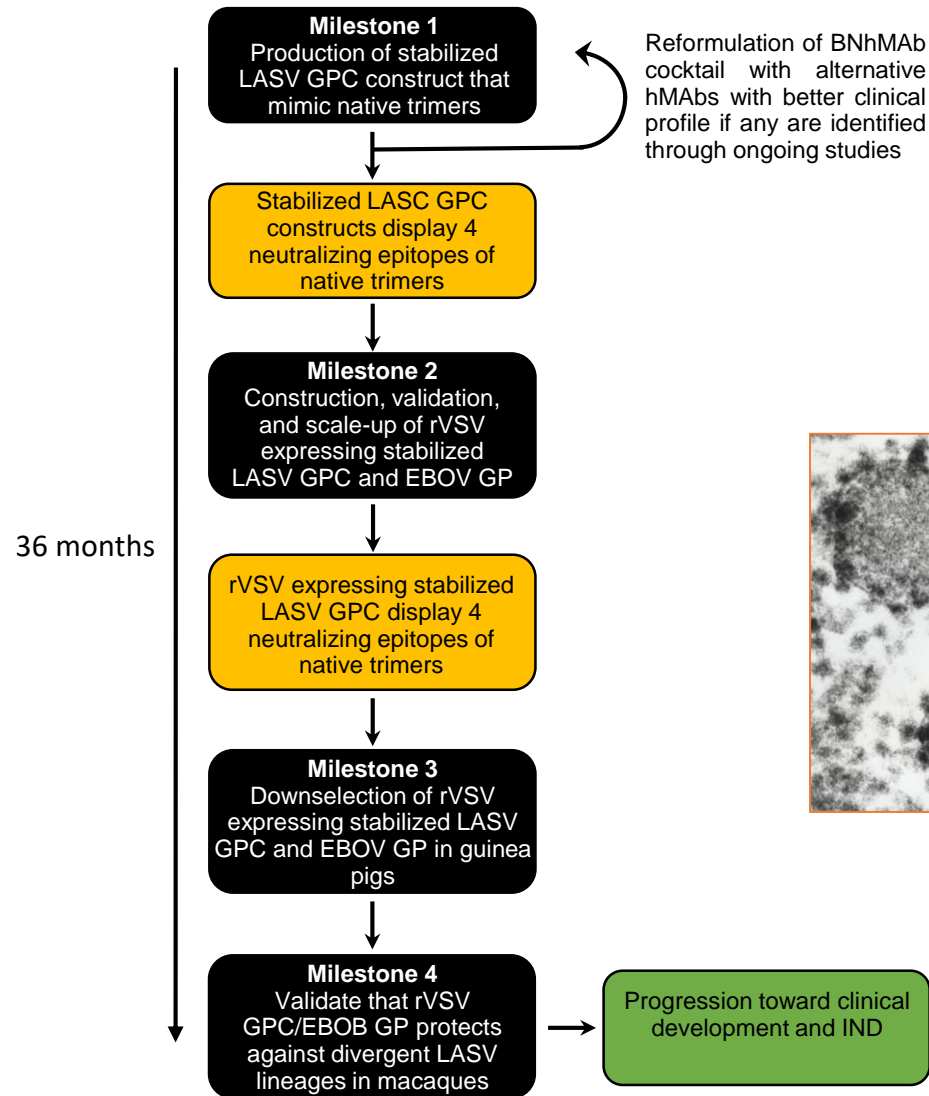 Milestone 1
Production of stabilized
LASV GPC construct that
mimic native trimers
Reformulation of BNhMAb
cocktail with alternative
hMAbs with better clinical
profile if any are identified
through ongoing studies
Stabilized LASC GPC
constructs display 4
neutralizing epitopes of
native trimers
Milestone 2
Construction, validation,
and scale-up of rVSV
expressing stabilized
LASV GPC and EBOV GP
36 months
rVSV expressing stabilized
LASV GPC display 4
neutralizing epitopes of
native trimers
Milestone 3
Downselection of rVSV
expressing stabilized LASV
GPC and EBOV GP in guinea
pigs
Milestone 4
Validate that rVSV
GPC/EBOB GP protects
against divergent LASV
lineages in macaques
Progression toward clinical
development and IND